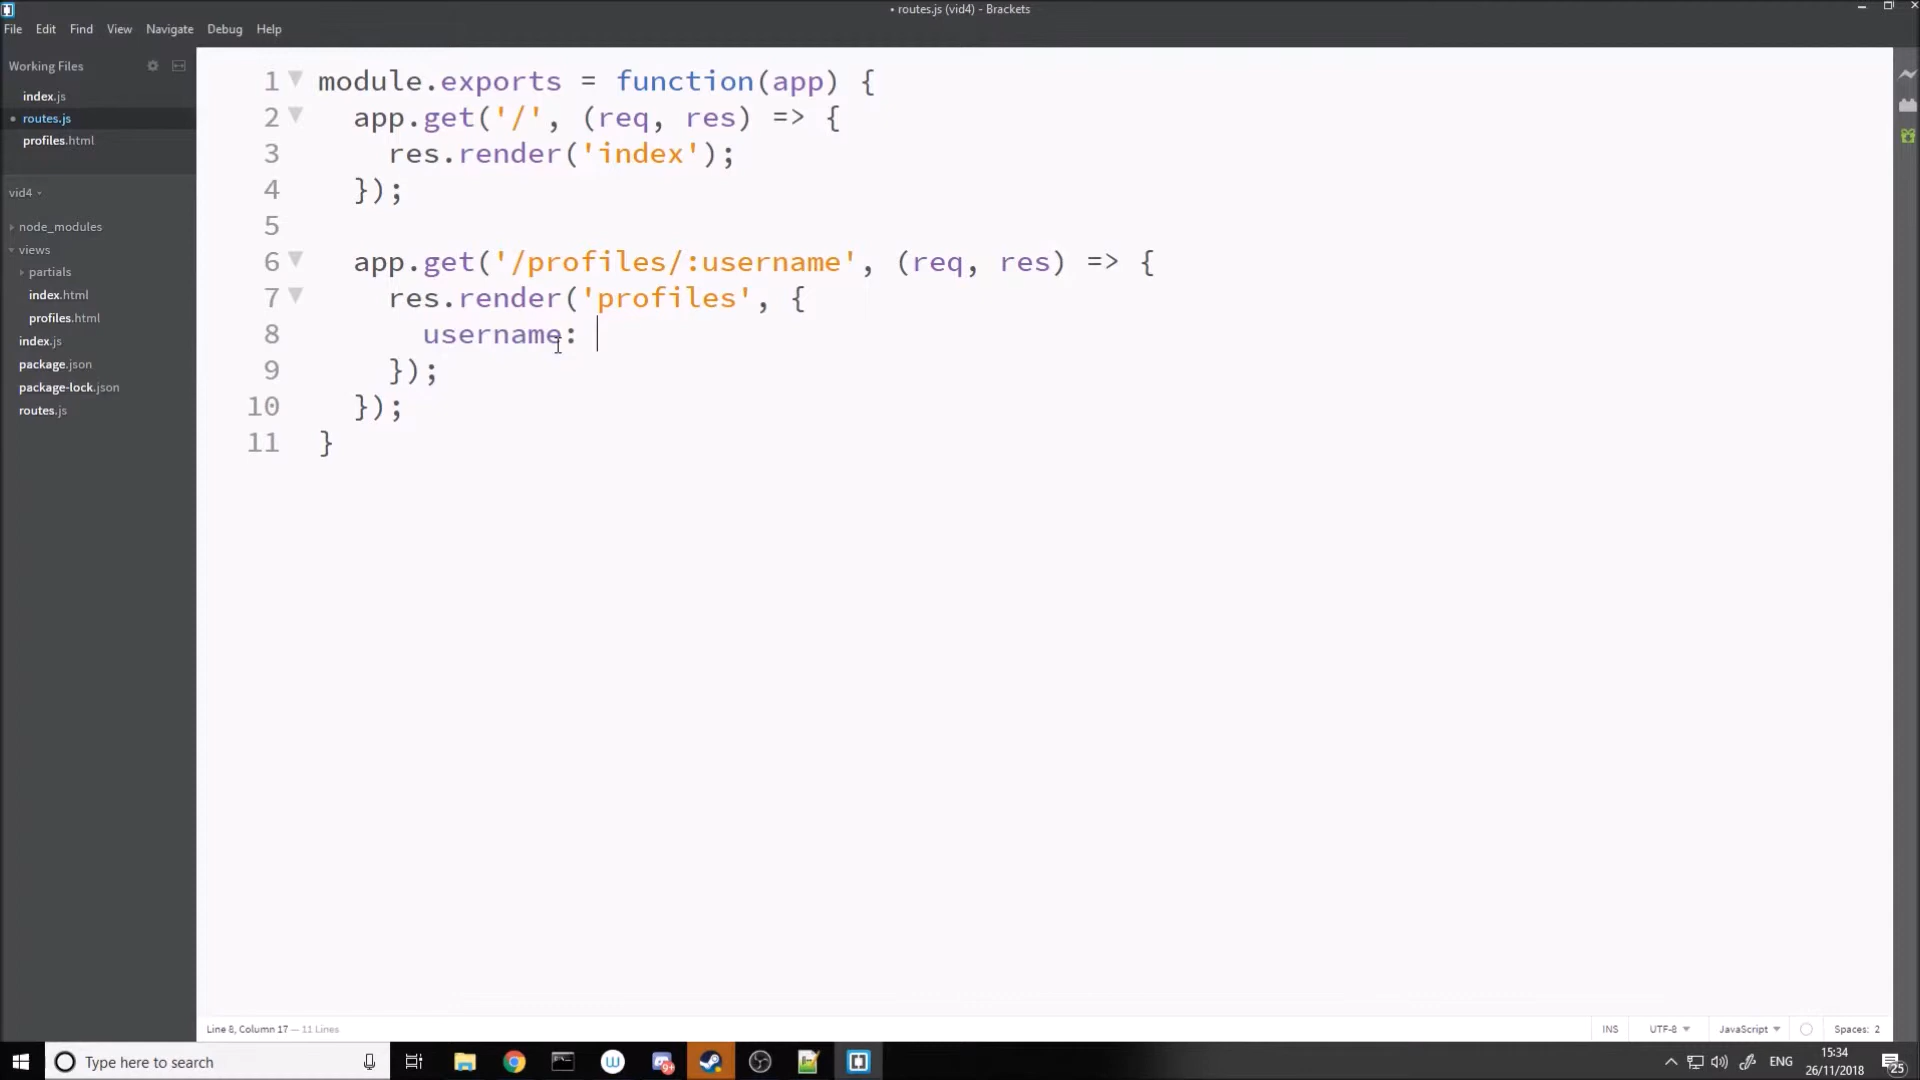 • routes.js (vid4) - Brackets
File Edit Find View Navigate Debug Help
Working Files
index.js
routes.js
profiles.html
vid4
node_modules
views
partials
index.html
profiles.html
index.js
package.json
package-lock.json
routes.js
1 module.exports = function(app) {
2 app.get('/', (req, res) => {
3 res.render('index');
4 });
5
6 app.get('/profiles/:username', (req, res) => {
7 res.render('profiles', {
8 username:
9 });
10 });
11 }
Line 8, Column 17 — 11 Lines
INS UTF-8 JavaScript Spaces: 2
Type here to search
9+
ENG
15:34
26/11/2018
25